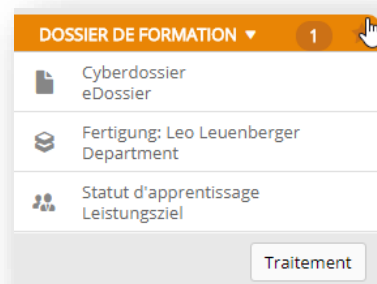 DOSSIER DE FORMATION ▼ 1
Cyberdossier
eDossier
Fertigung: Leo Leuenberger
Department
Statut d'apprentissage
Leistungsziel
Traitement